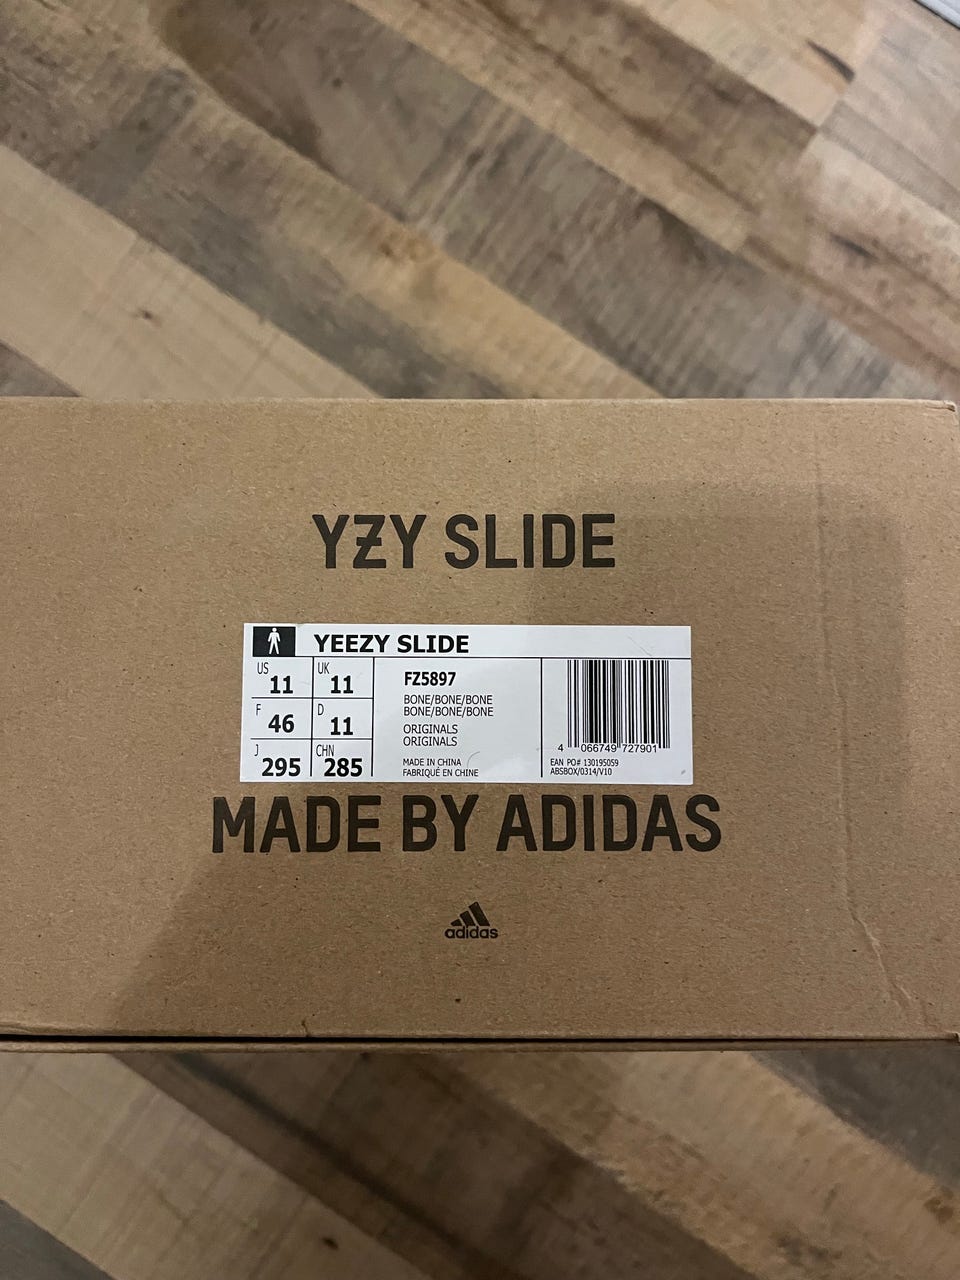 YZY SLIDE
YEEZY SLIDE
US 11 UK 11
F 46 D 11
J 295 CHN 285
FZ5897
BONE/BONE/BONE
BONE/BONE/BONE
ORIGINALS
ORIGINALS
MADE IN CHINA
FABRIQUÉ EN CHINE
4 066749 727901
EAN PO# 130195059
ABSBOX/0314/V10
MADE BY ADIDAS
adidas